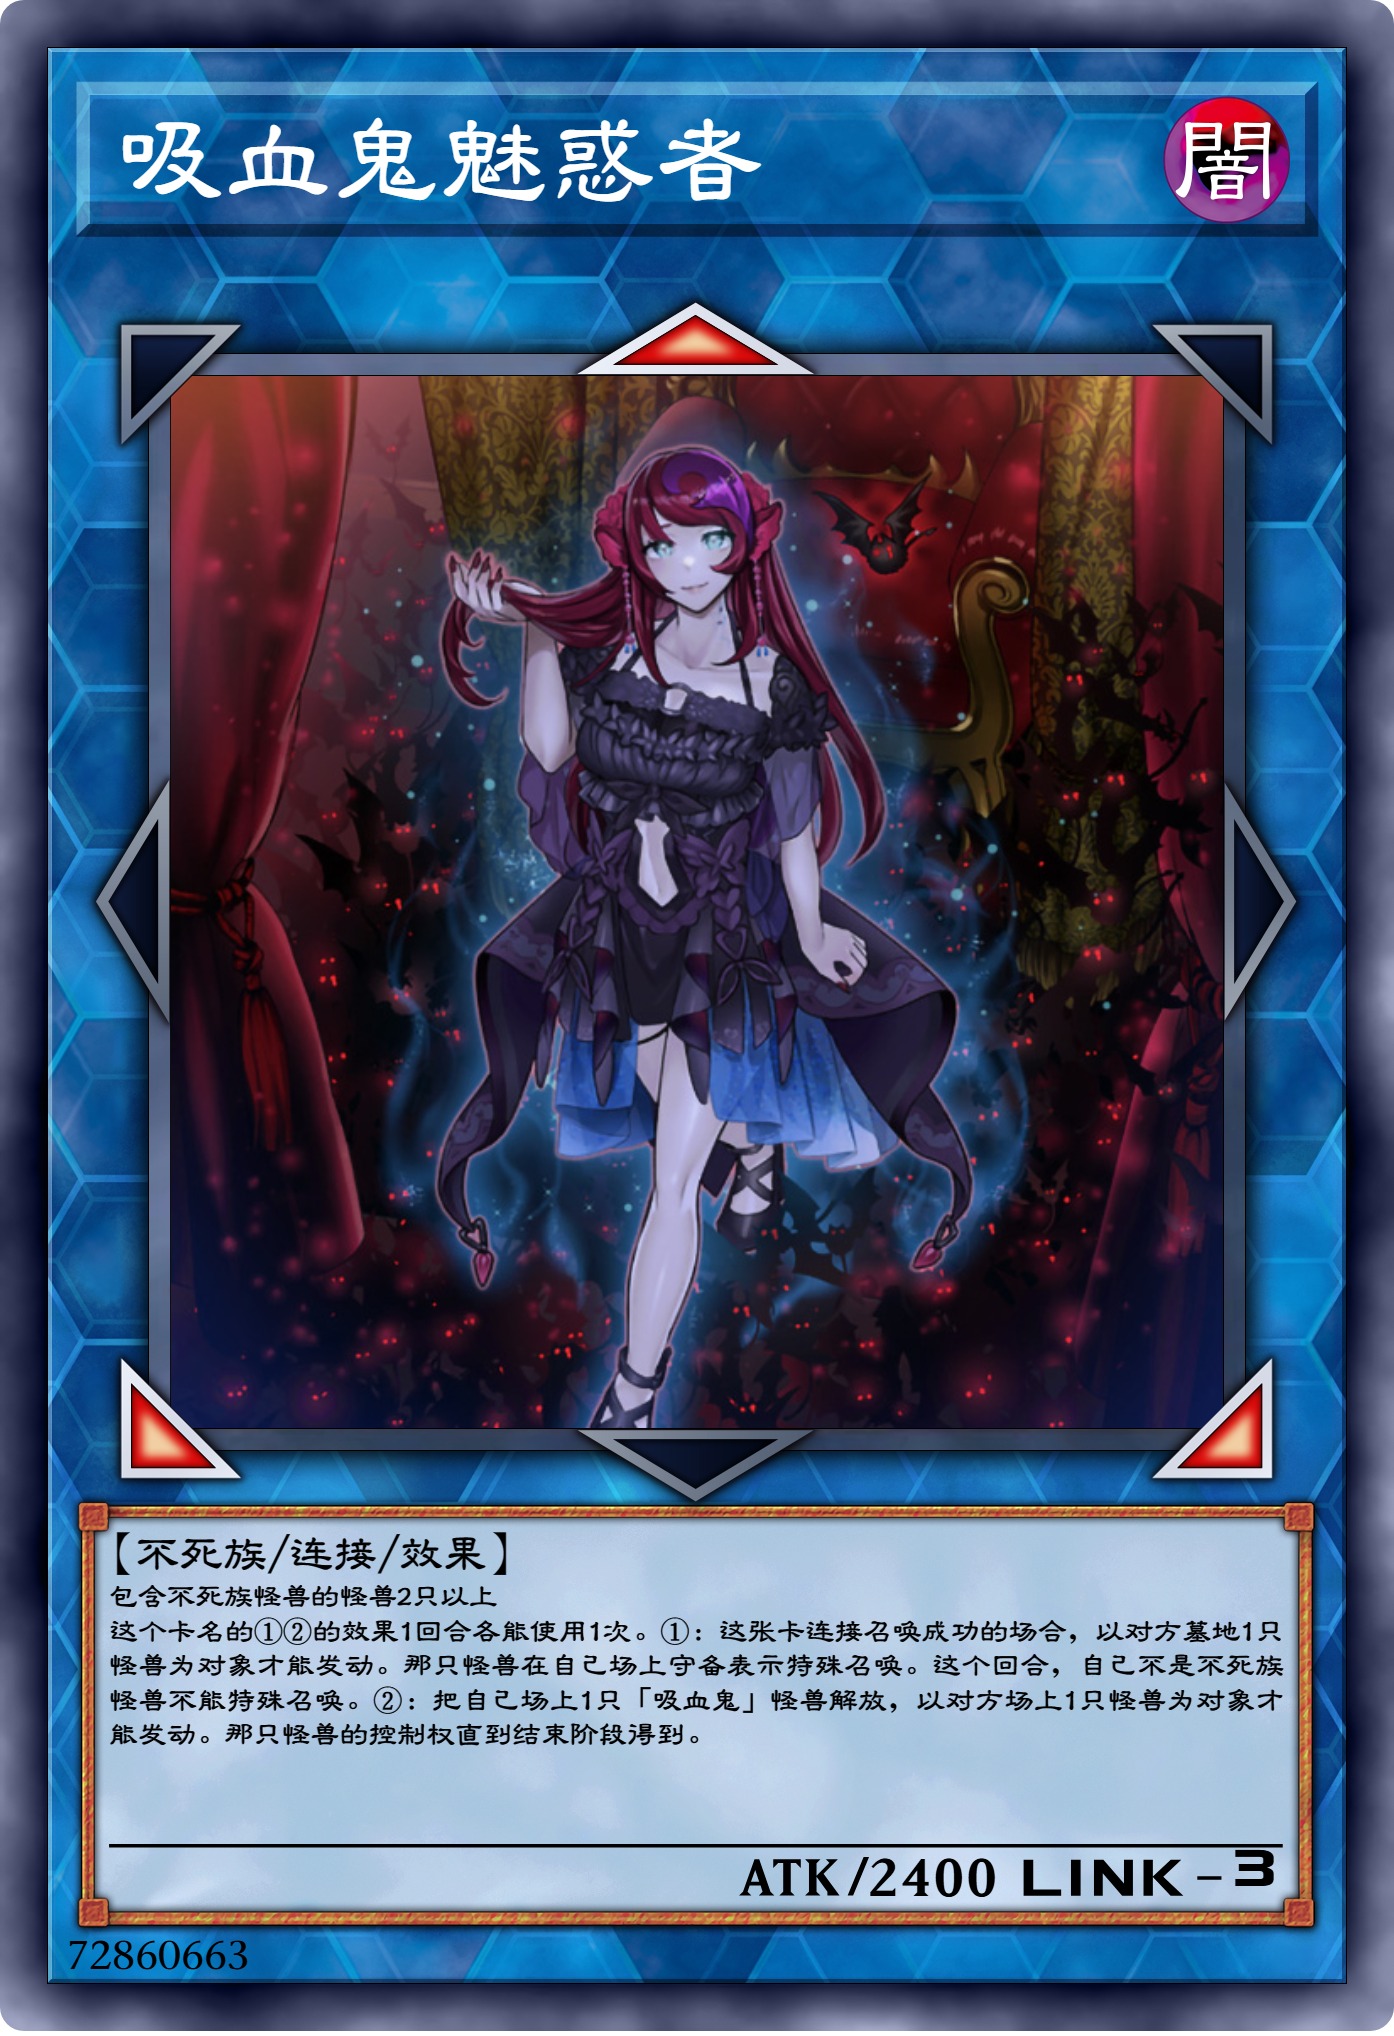 吸血鬼魅惑者
闇
【不死族/连接/效果】
包含不死族怪兽的怪兽2只以上
这个卡名的①②的效果1回合各能使用1次。①：这张卡连接召唤成功的场合，以对方墓地1只
怪兽为对象才能发动。那只怪兽在自己场上守备表示特殊召唤。这个回合，自己不是不死族
怪兽不能特殊召唤。②：把自己场上1只「吸血鬼」怪兽解放，以对方场上1只怪兽为对象才
能发动。那只怪兽的控制权直到结束阶段得到。
ATK/2400 LINK-3
72860663